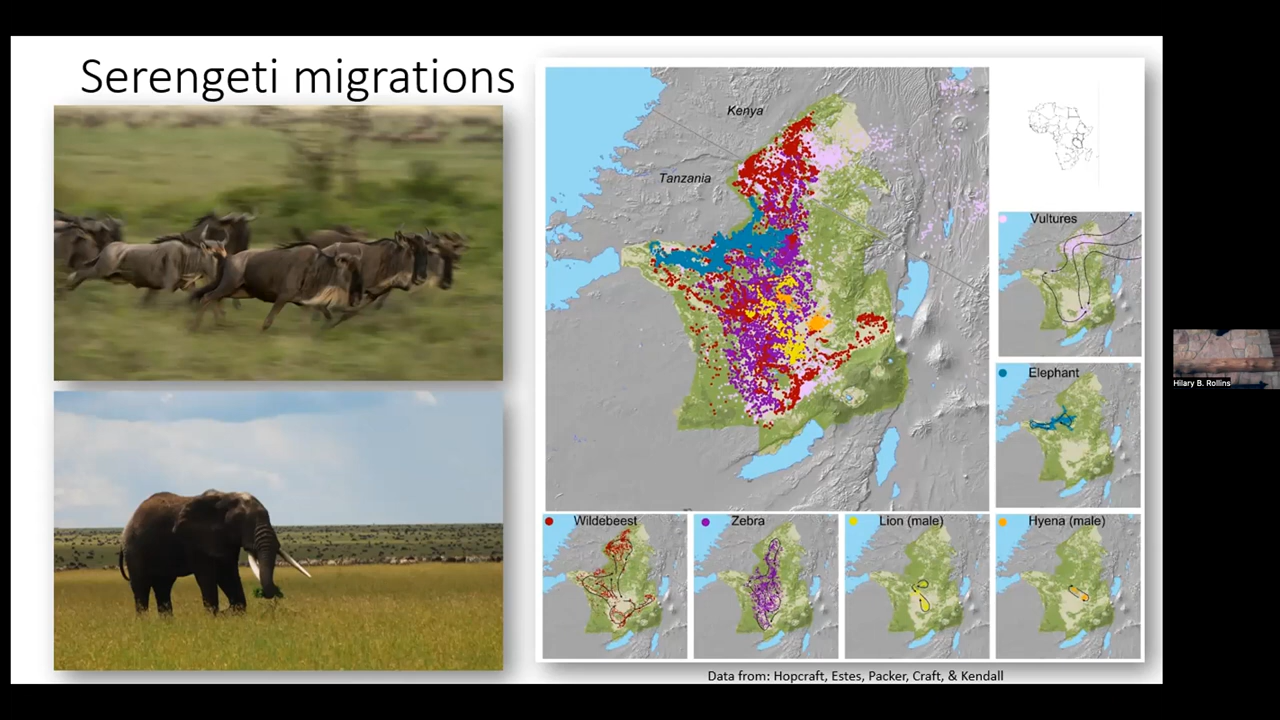 Serengeti migrations
Kenya
Tanzania
Vultures
Elephant
Wildebeest
Zebra
Lion (male)
Hyena (male)
Data from: Hopcraft, Estes, Packer, Craft, & Kendall
Hilary B. Rollins